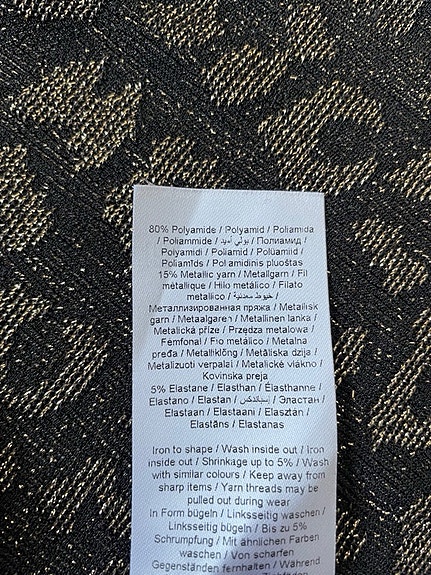 80% Polyamide / Polyamid / Poliamida
/ Poliammide / بولي أميد / Полиамид /
Polyamidi / Poliamid / Polüamiid /
Poliamīds / Poliamidinis pluoštas
15% Metallic yarn / Metallgarn / Fil
métallique / Hilo metálico / Filato
metallico / خيوط معدنية /
Металлизированная пряжа / Metallisk
garn / Metaalgaren / Metallinen lanka /
Metalická příze / Przędza metalowa /
Fémfonal / Fio metálico / Metalna
pređa / Metalliklõng / Metāliska dzija /
Metalizuoti verpalai / Metalické vlákno /
Kovinska preja
5% Elastane / Elasthan / Élasthanne /
Elastano / Elastan / إسباندكس / Эластан /
Elastaan / Elastaani / Elasztán /
Elastāns / Elastanas
Iron to shape / Wash inside out / Iron
inside out / Shrinkage up to 5% / Wash
with similar colours / Keep away from
sharp items / Yarn threads may be
pulled out during wear
In Form bügeln / Linksseitig waschen /
Linksseitig bügeln / Bis zu 5%
Schrumpfung / Mit ähnlichen Farben
waschen / Von scharfen
Gegenständen fernhalten / Während